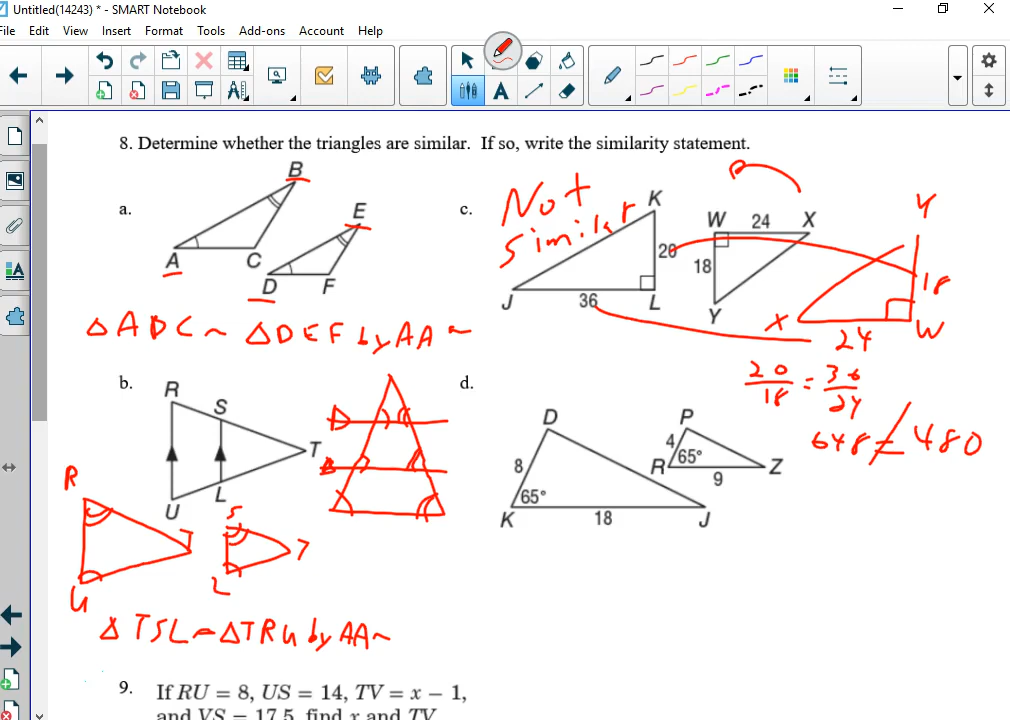 Untitled(14243) * - SMART Notebook
File Edit View Insert Format Tools Add-ons Account Help
8. Determine whether the triangles are similar. If so, write the similarity statement.
a.
B
E
A
C
D
F
△ABC ~ △DEF by AA ~
c.
Not
Similar
K
20
J
36
L
W 24 X
18
Y
Y
18
X
24
W
20/18 = 36/24
648 ≠ 480
b.
R
S
T
U
L
R
T
U
S
T
L
△TSL ~ △TRU by AA~
d.
D
8
65°
K
18
J
P
4
65°
R
9
Z
9. If RU = 8, US = 14, TV = x − 1,
and VS = 17.5, find x and TV